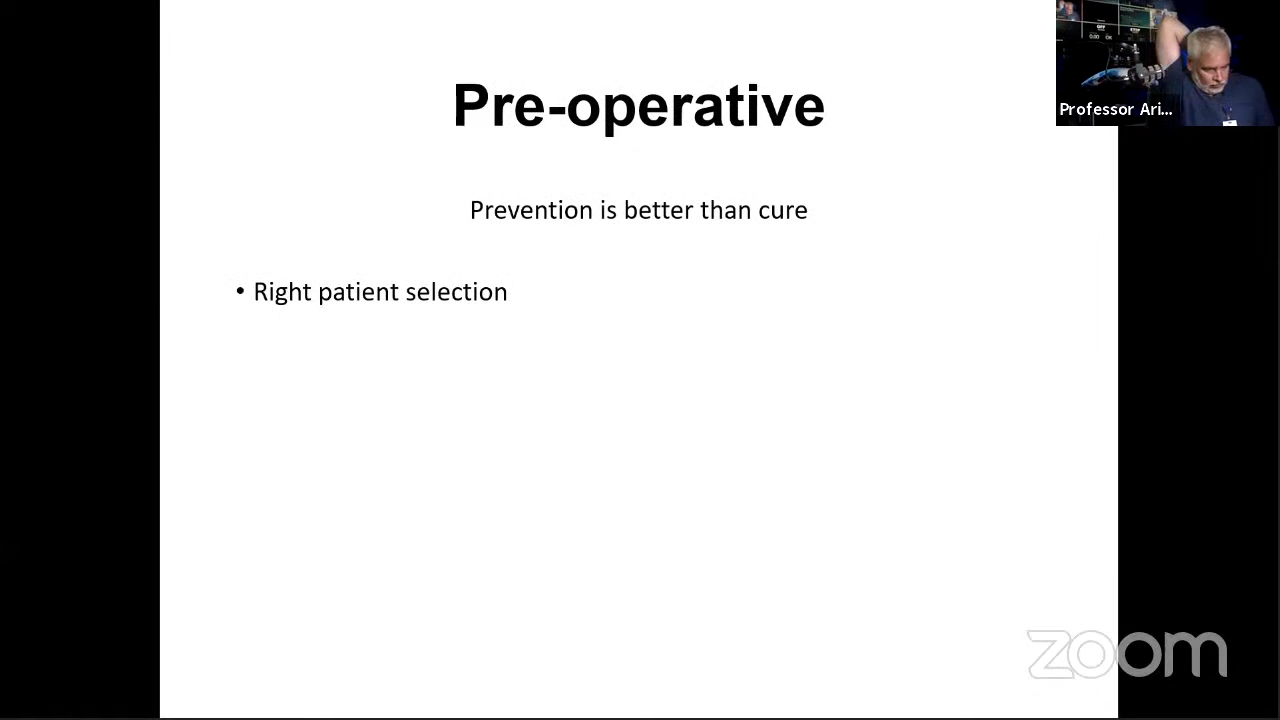 Pre-operative
Professor Ari...
Prevention is better than cure
• Right patient selection
zoom